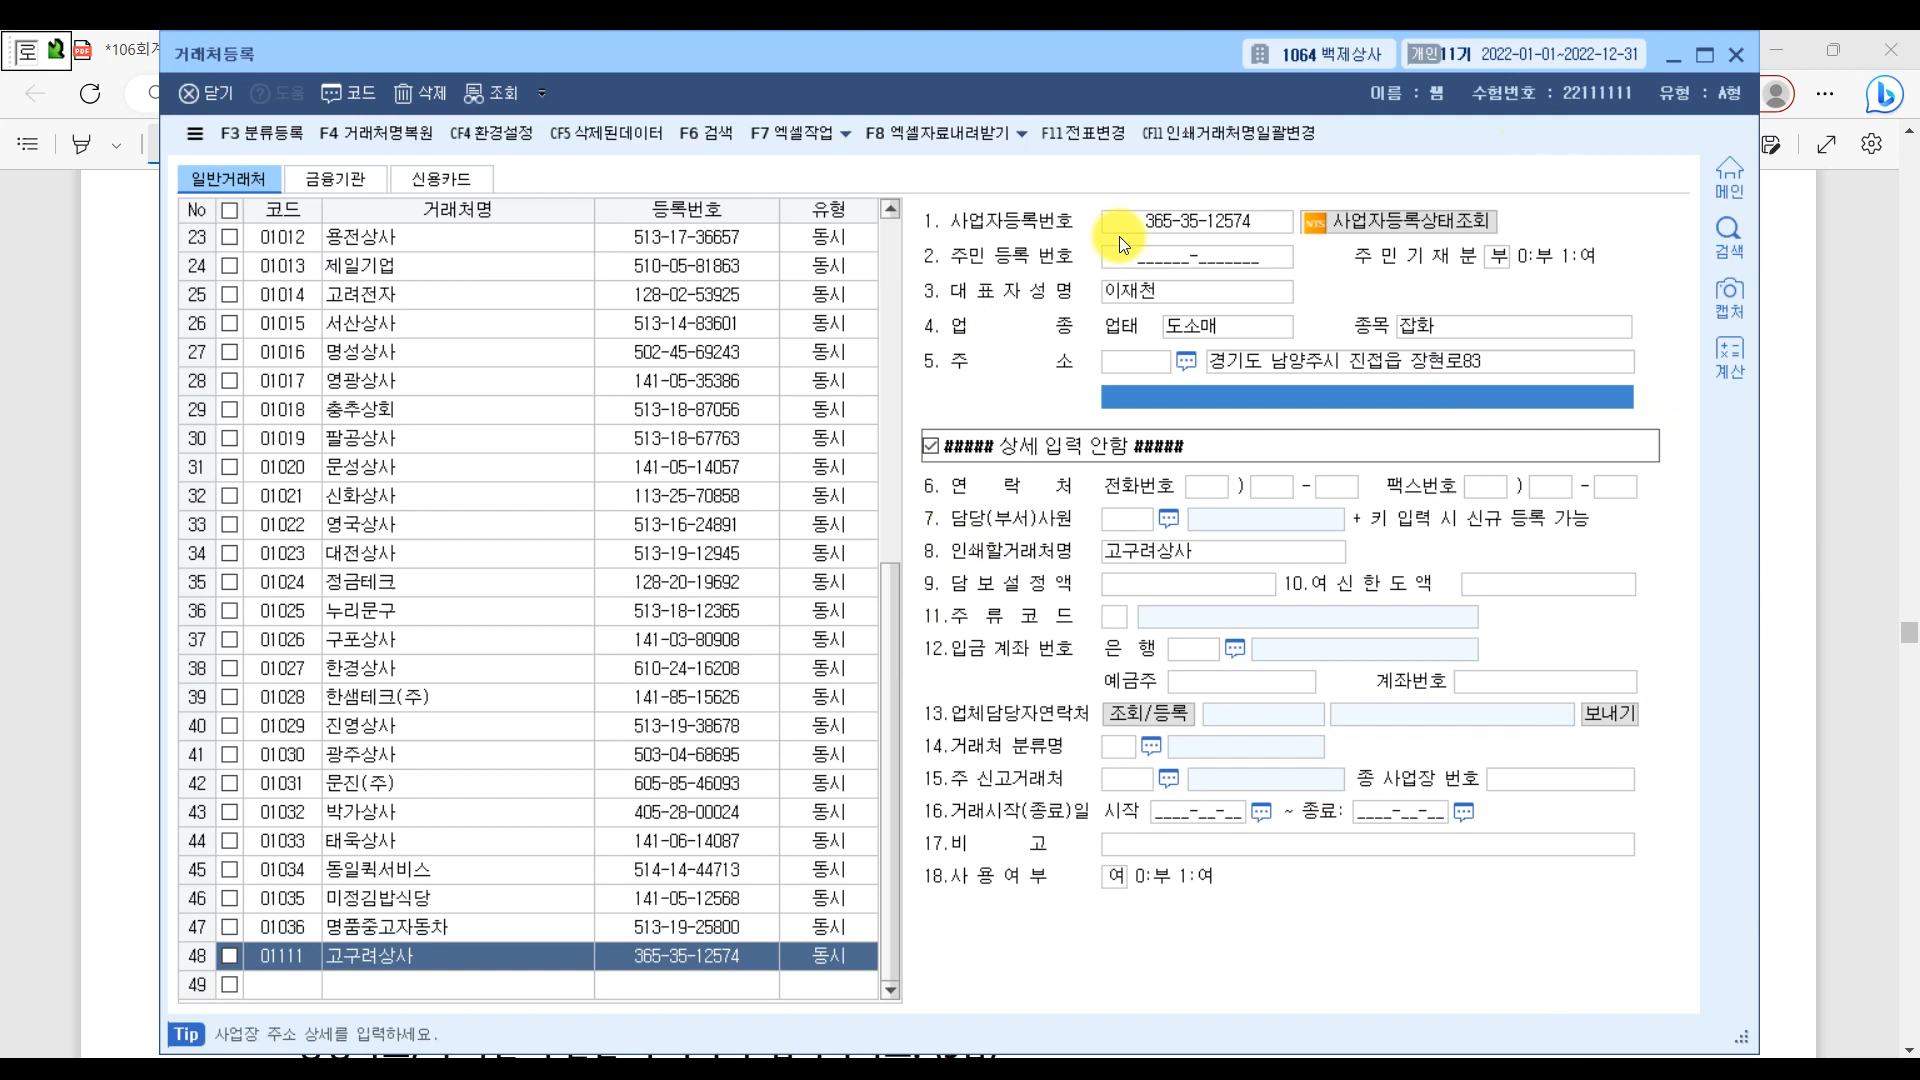 *106회계
거래처등록
1064 백제상사 개인11기 2022-01-01~2022-12-31
닫기 도움 코드 삭제 조회
이름 : 쌤 수험번호 : 22111111 유형 : A형
F3 분류등록 F4 거래처명복원 CF4 환경설정 CF5 삭제된데이터 F6 검색 F7 엑셀작업 F8 엑셀자료내려받기 F11전표변경 CF11 인쇄거래처명일괄변경
일반거래처 금융기관 신용카드
No 코드 거래처명 등록번호 유형
23 01012 용전상사 513-17-36657 동시
24 01013 제일기업 510-05-81863 동시
25 01014 고려전자 128-02-53925 동시
26 01015 서산상사 513-14-83601 동시
27 01016 명성상사 502-45-69243 동시
28 01017 영광상사 141-05-35386 동시
29 01018 충추상회 513-18-87056 동시
30 01019 팔공상사 513-18-67763 동시
31 01020 문성상사 141-05-14057 동시
32 01021 신화상사 113-25-70858 동시
33 01022 영국상사 513-16-24891 동시
34 01023 대전상사 513-19-12945 동시
35 01024 정금테크 128-20-19692 동시
36 01025 누리문구 513-18-12365 동시
37 01026 구포상사 141-03-80908 동시
38 01027 한경상사 610-24-16208 동시
39 01028 한샘테크(주) 141-85-15626 동시
40 01029 진영상사 513-19-38678 동시
41 01030 광주상사 503-04-68695 동시
42 01031 문진(주) 605-85-46093 동시
43 01032 박가상사 405-28-00024 동시
44 01033 태욱상사 141-06-14087 동시
45 01034 동일퀵서비스 514-14-44713 동시
46 01035 미정김밥식당 141-05-12568 동시
47 01036 명품중고자동차 513-19-25800 동시
48 01111 고구려상사 365-35-12574 동시
49
1. 사업자등록번호 365-35-12574 NTS 사업자등록상태조회
2. 주민 등록 번호 ______-_______ 주 민 기 재 분 부 0:부 1:여
3. 대 표 자 성 명 이재천
4. 업 종 업태 도소매 종목 잡화
5. 주 소 경기도 남양주시 진접읍 장현로83
##### 상세 입력 안함 #####
6. 연 락 처 전화번호 ) - 팩스번호 ) -
7. 담당(부서)사원 + 키 입력 시 신규 등록 가능
8. 인쇄할거래처명 고구려상사
9. 담 보 설 정 액 10.여 신 한 도 액
11.주 류 코 드
12.입금 계좌 번호 은 행
예금주 계좌번호
13.업체담당자연락처 조회/등록 보내기
14.거래처 분류명
15.주 신고거래처 종 사업장 번호
16.거래시작(종료)일 시작 ____-__-__ ~ 종료: ____-__-__
17.비 고
18.사 용 여 부 여 0:부 1:여
메인
검색
캡처
계산
Tip 사업장 주소 상세를 입력하세요.